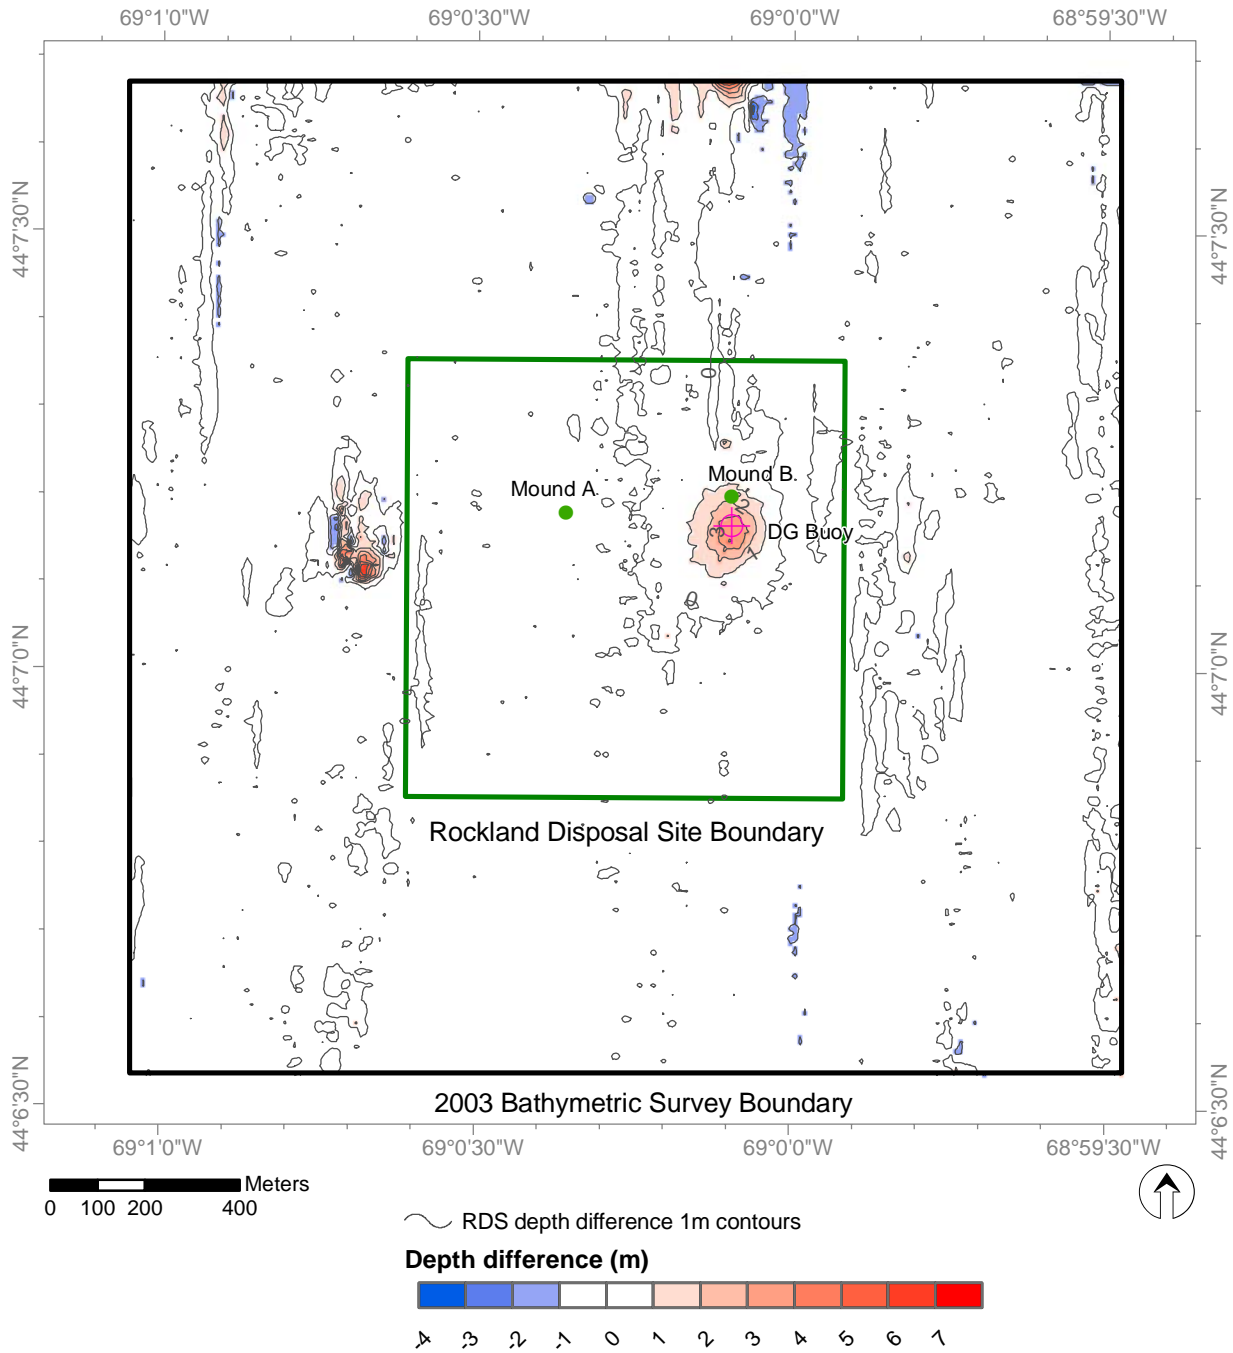 69°1'0"W 69°0'30"W 69°0'0"W 68°59'30"W
44°7'30"N 44°7'30"N
0
Mound B.
Mound A.
2
3
DG Buoy
0
44°7'0"N 44°7'0"N
Rockland Disposal Site Boundary
2003 Bathymetric Survey Boundary
44°6'30"N 44°6'30"N
69°1'0"W 69°0'30"W 69°0'0"W 68°59'30"W
Meters
0 100 200 400
RDS depth difference 1m contours
Depth difference (m)
-4 -3 -2 -1 0 1 2 3 4 5 6 7